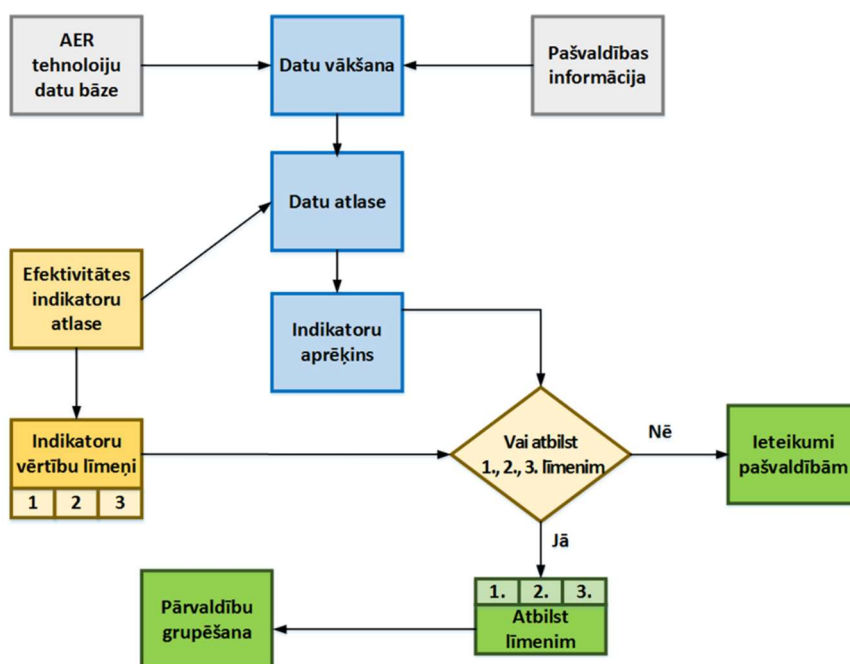 AER
tehnoloiju
datu bāze
Datu vākšana
Pašvaldības
informācija
Datu atlase
Efektivitātes
indikatoru
atlase
Indikatoru
aprēķins
Indikatoru
vērtību līmeņi
1 2 3
Vai atbilst
1., 2., 3. līmenim
Nē
Ieteikumi
pašvaldībām
Jā
1. 2. 3.
Atbilst
līmenim
Pārvaldību
grupēšana